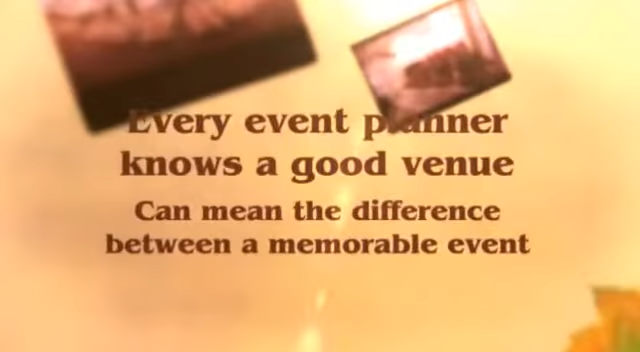 Every event planner
knows a good venue
Can mean the difference
between a memorable event